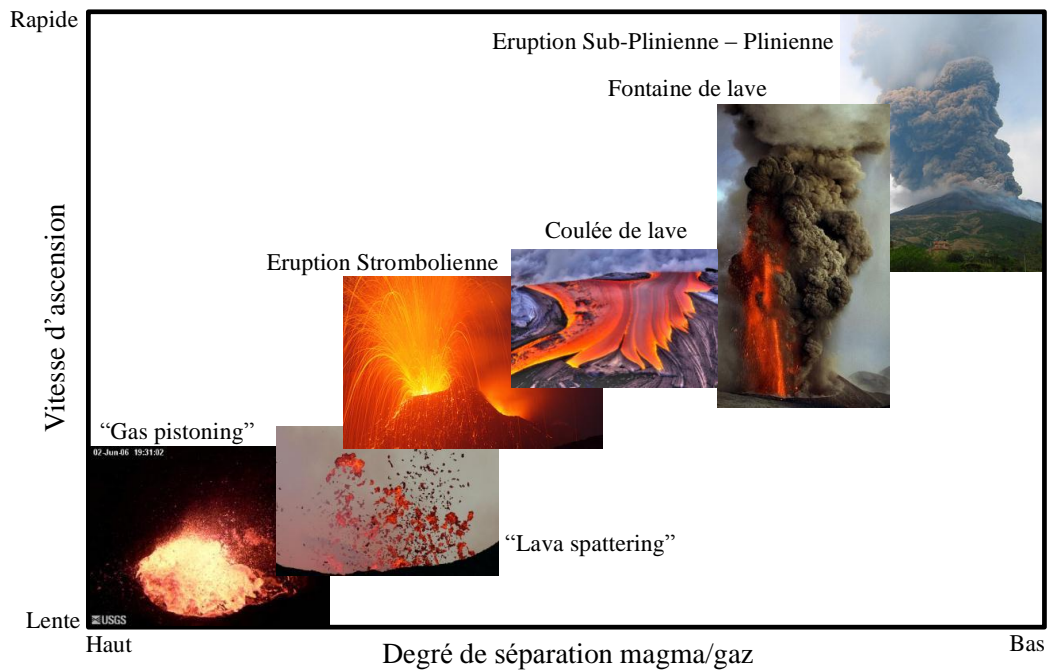 Rapide
Eruption Sub-Plinienne – Plinienne
Fontaine de lave
Vitesse d’ascension
Coulée de lave
Eruption Strombolienne
“Gas pistoning”
02-Jun-06 19:31:02
“Lava spattering”
USGS
Lente
Haut
Degré de séparation magma/gaz
Bas